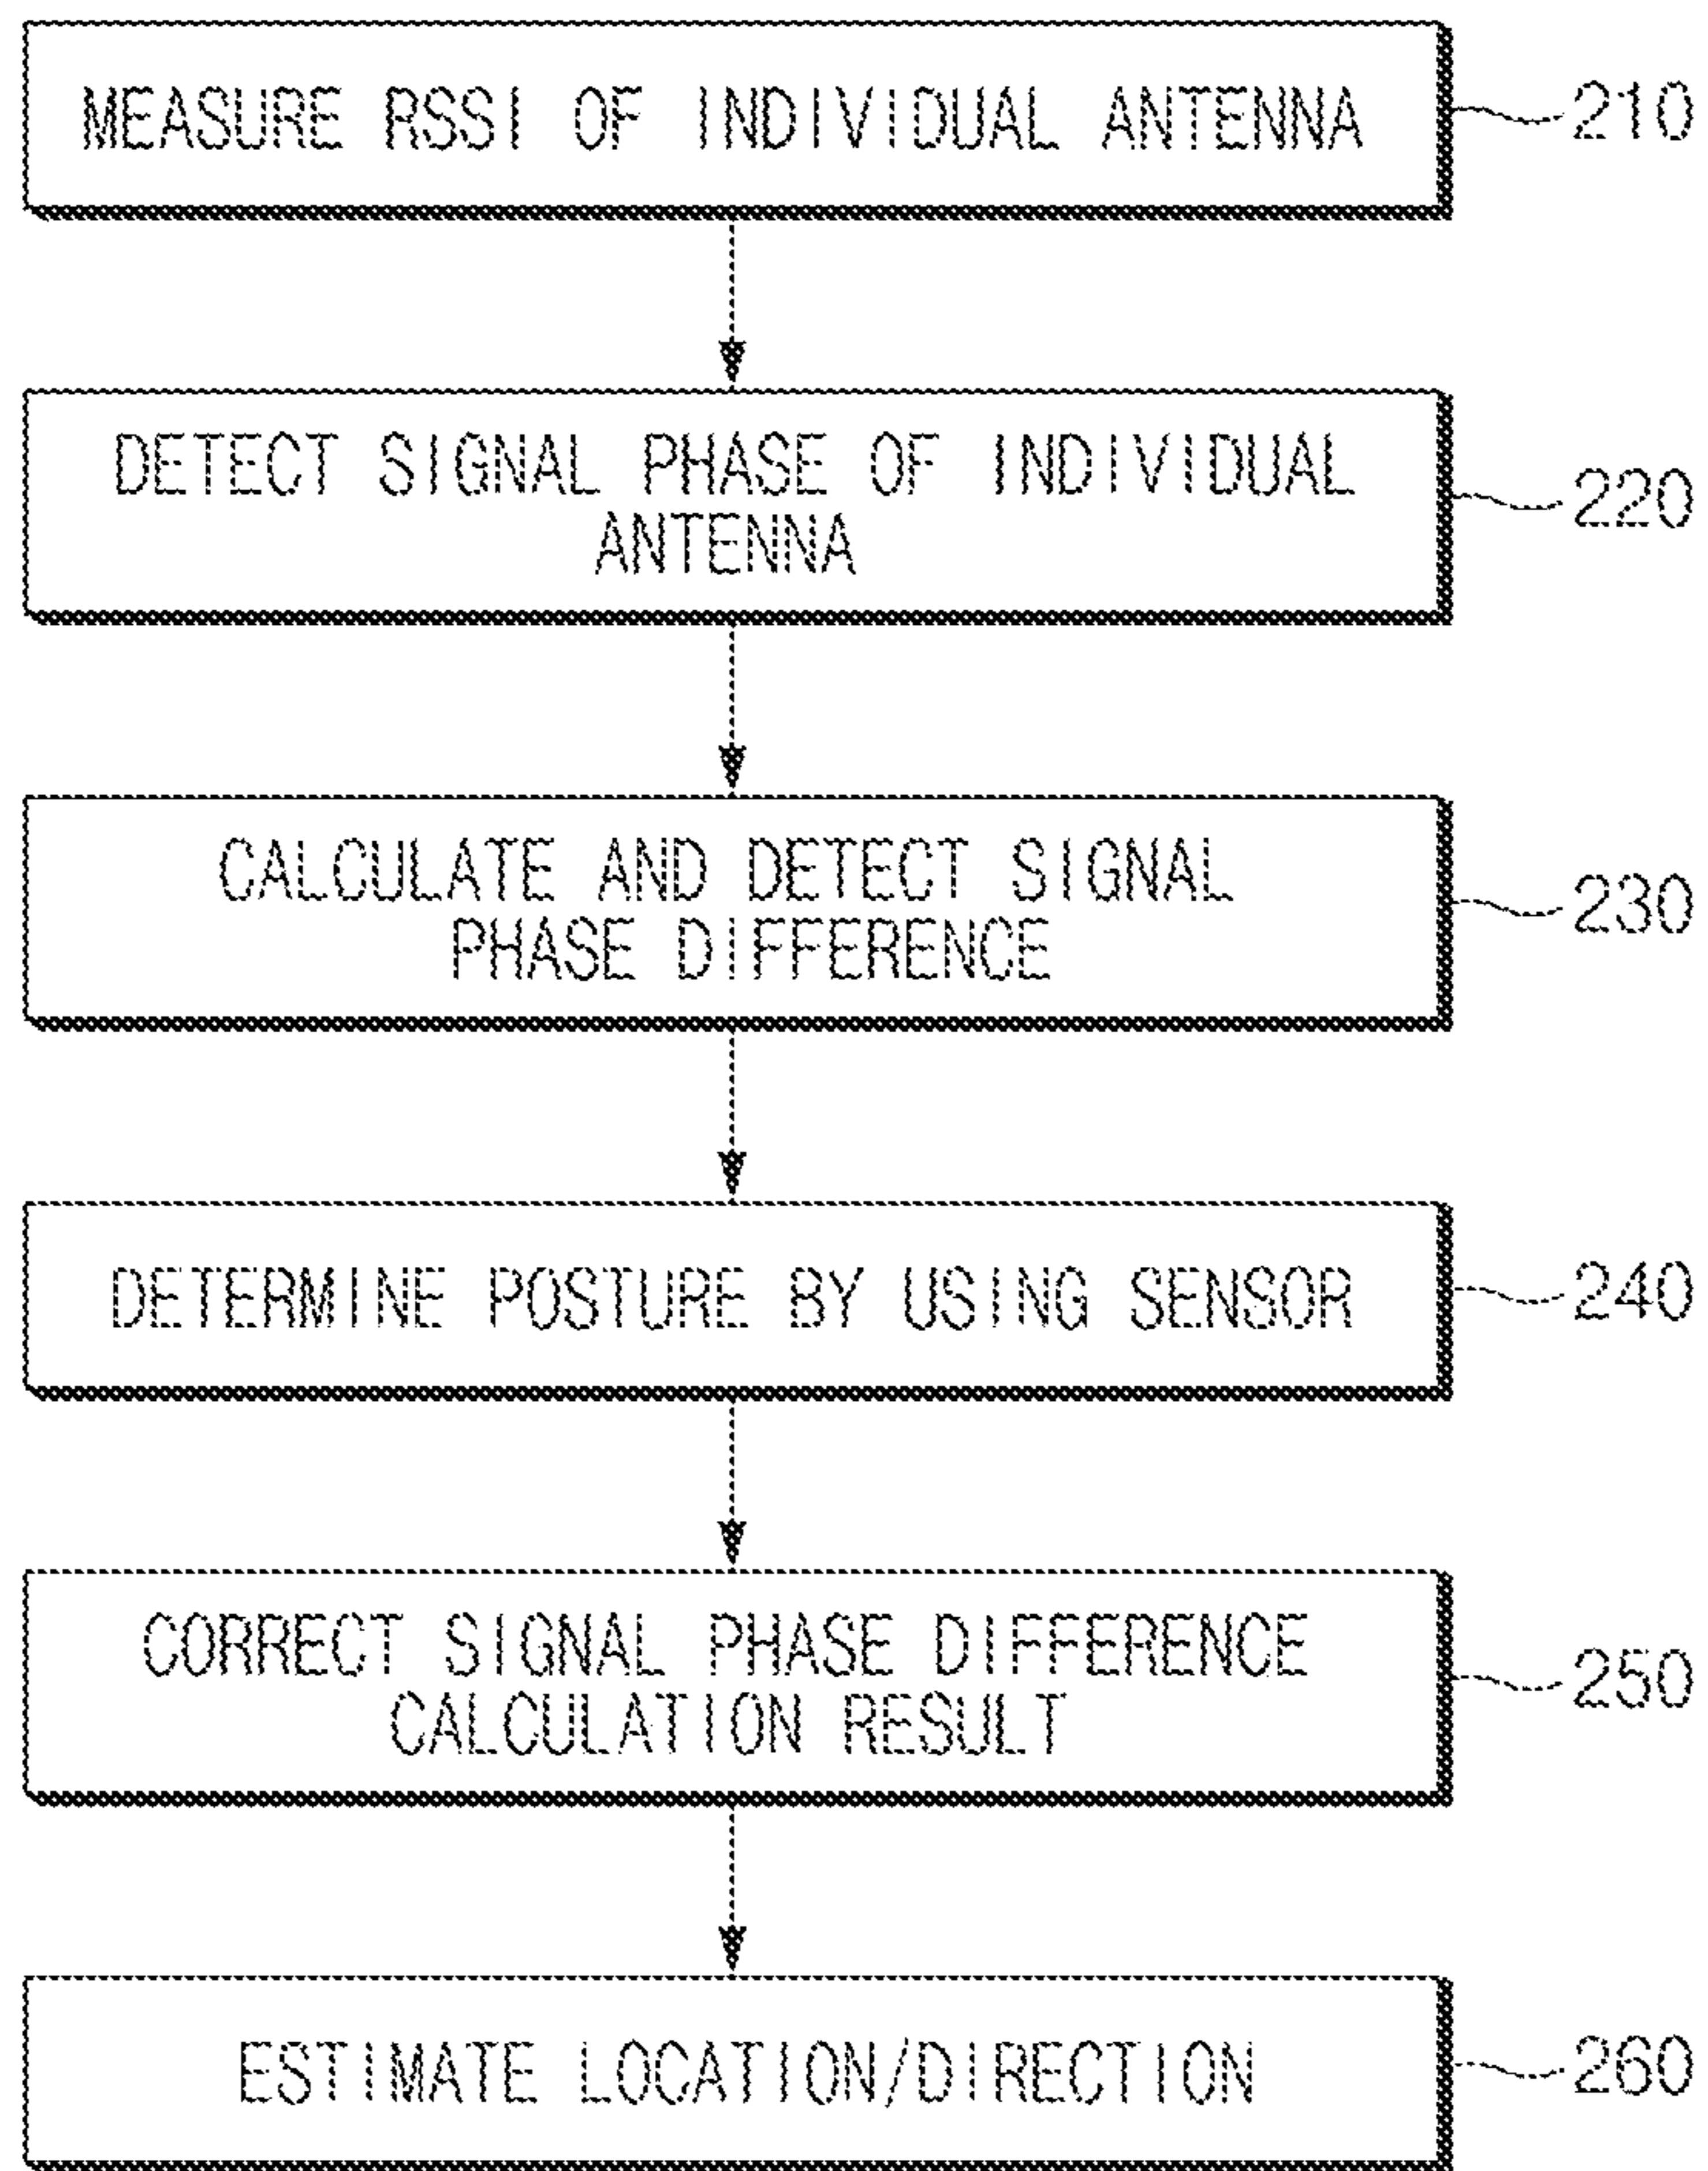 MEASURE RSSI OF INDIVIDUAL ANTENNA
210
DETECT SIGNAL PHASE OF INDIVIDUAL
ANTENNA
220
CALCULATE AND DETECT SIGNAL
PHASE DIFFERENCE
230
DETERMINE POSTURE BY USING SENSOR
240
CORRECT SIGNAL PHASE DIFFERENCE
CALCULATION RESULT
250
ESTIMATE LOCATION/DIRECTION
260